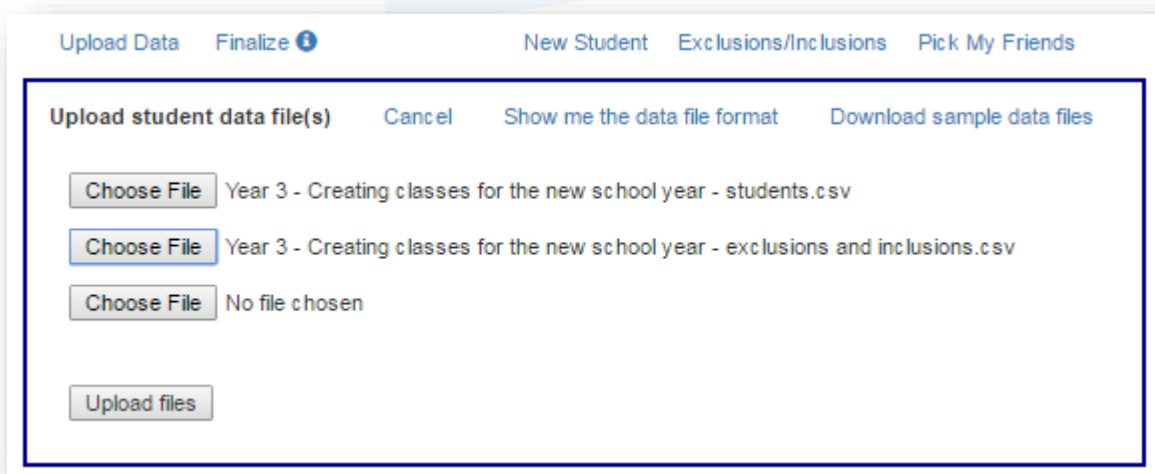 Upload Data Finalize New Student Exclusions/Inclusions Pick My Friends
Upload student data file(s) Cancel Show me the data file format Download sample data files
Choose File Year 3 - Creating classes for the new school year - students.csv
Choose File Year 3 - Creating classes for the new school year - exclusions and inclusions.csv
Choose File No file chosen
Upload files